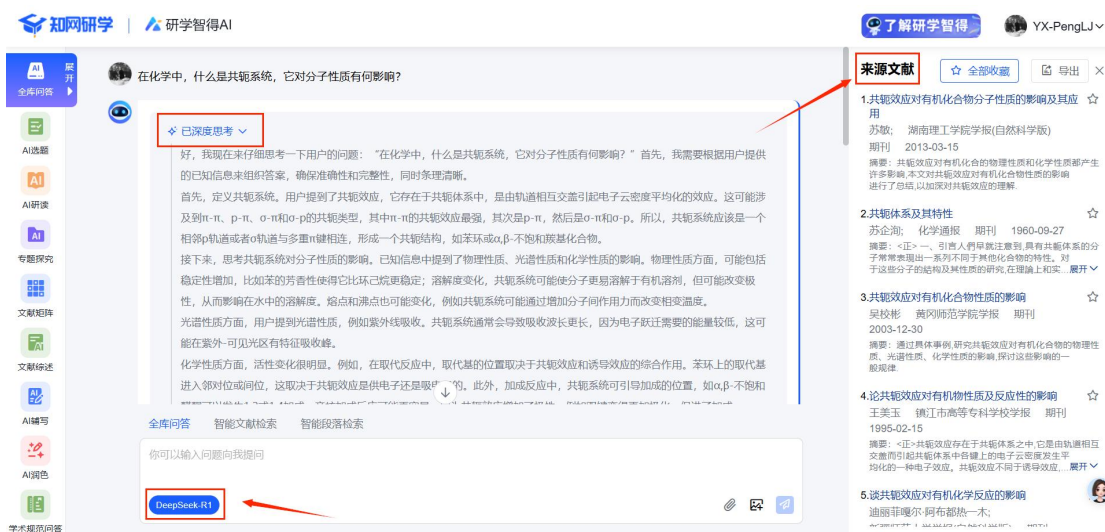 知网研学 研学智得AI
了解研学智得
YX-PengLJ
AI
展开
全库问答
AI选题
AI研读
专题探究
文献矩阵
文献综述
AI辅写
AI润色
学术规范问答
在化学中，什么是共轭系统，它对分子性质有何影响？
已深度思考
好，我现在来仔细思考一下用户的问题：“在化学中，什么是共轭系统，它对分子性质有何影响？”首先，我需要根据用户提供
的已知信息来组织答案，确保准确性和完整性，同时条理清晰。
首先，定义共轭系统。用户提到了共轭效应，它存在于共轭体系中，是由轨道相互交盖引起电子云密度平均化的效应。这可能涉
及到π-π、p-π、σ-π和σ-p的共轭类型，其中π-π的共轭效应最强，其次是p-π，然后是σ-π和σ-p。所以，共轭系统应该是一个
相邻p轨道或者σ轨道与多重π键相连，形成一个共轭结构，如苯环或α,β-不饱和羰基化合物。
接下来，思考共轭系统对分子性质的影响。已知信息中提到了物理性质、光谱性质和化学性质的影响。物理性质方面，可能包括
稳定性增加，比如苯的芳香性使得它比环己烷更稳定；溶解度变化，共轭系统可能使分子更易溶于有机溶剂，但可能改变极
性，从而影响在水中的溶解度。熔点和沸点也可能变化，例如共轭系统可能通过增加分子间作用力而改变相变温度。
光谱性质方面，用户提到光谱性质，例如紫外线吸收。共轭系统通常会导致吸收波长更长，因为电子跃迁需要的能量较低，这可
能在紫外-可见光区有特征吸收峰。
化学性质方面，活性变化很明显。例如，在取代反应中，取代基的位置取决于共轭效应和诱导效应的综合作用。苯环上的取代基
进入邻对位或间位，这取决于共轭效应是供电子还是吸电子的。此外，加成反应中，共轭系统可引导加成的位置，如α,β-不饱和
全库问答 智能文献检索 智能段落检索
你可以输入问题向我提问
DeepSeek-R1
来源文献
全部收藏
导出
1.共轭效应对有机化合物分子性质的影响及其应
用
苏敏; 湖南理工学院学报(自然科学版)
期刊 2013-03-15
摘要：共轭效应对有机化合的物理性质和化学性质都产生
许多影响,本文对共轭效应对有机化合物性质的影响
进行了总结,以加深对共轭效应的理解.
2.共轭体系及其特性
苏企洵; 化学通报 期刊 1960-09-27
摘要：<正> 一、引言人們早就注意到,具有共軛体系的分
子常常表現出一系列不同于其他化合物的特性。对
于这些分子的結构及其性质的研究,在理論上和实... 展开
3.共轭效应对有机化合物性质的影响
吴校彬 黄冈师范学院学报 期刊
2003-12-30
摘要：通过具体事例,研究共轭效应对有机化合物的物理性
质、光谱性质、化学性质的影响,探讨这些影响的一
般规律.
4.论共轭效应对有机物性质及反应性的影响
王美玉 镇江市高等专科学校学报 期刊
1995-02-15
摘要：<正>共轭效应存在于共轭体系之中,它是由轨道相互
交盖而引起共轭体系中各键上的电子云密度发生平
均化的一种电子效应。共轭效应不同于诱导效应,... 展开
5.谈共轭效应对有机化学反应的影响
迪丽菲嘎尔·阿布都热一木;